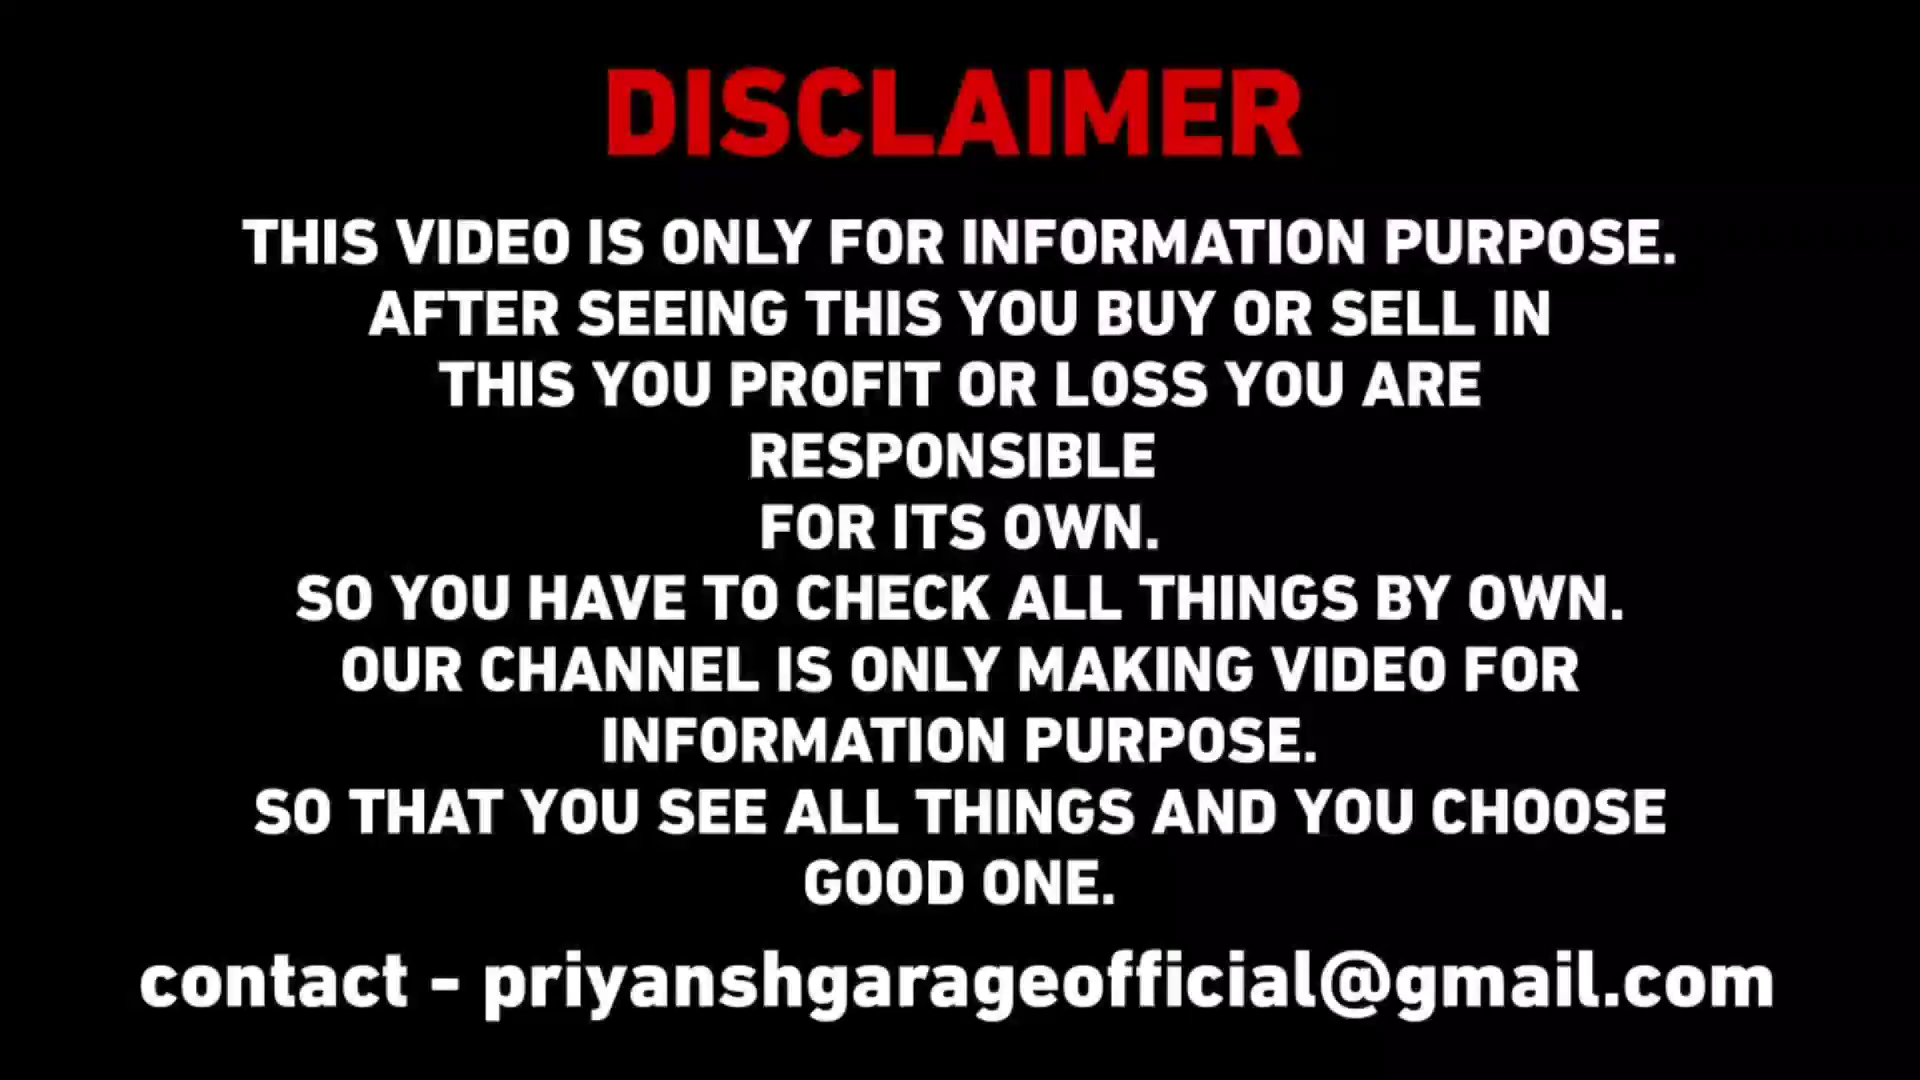 DISCLAIMER
THIS VIDEO IS ONLY FOR INFORMATION PURPOSE.
AFTER SEEING THIS YOU BUY OR SELL IN
THIS YOU PROFIT OR LOSS YOU ARE
RESPONSIBLE
FOR ITS OWN.
SO YOU HAVE TO CHECK ALL THINGS BY OWN.
OUR CHANNEL IS ONLY MAKING VIDEO FOR
INFORMATION PURPOSE.
SO THAT YOU SEE ALL THINGS AND YOU CHOOSE
GOOD ONE.
contact - priyanshgarageofficial@gmail.com